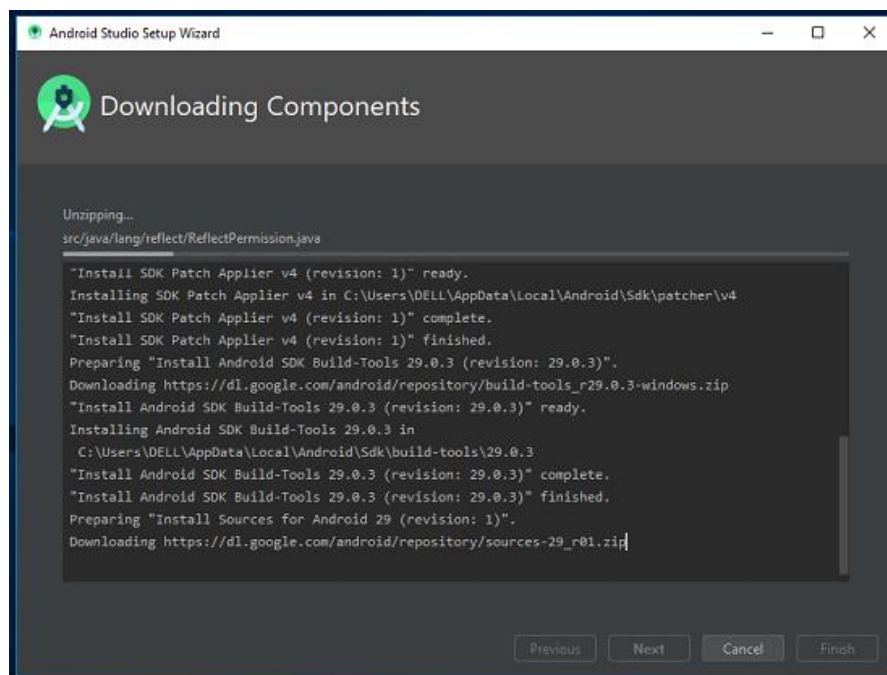 Android Studio Setup Wizard
Downloading Components
Unzipping...
src/java/lang/reflect/ReflectPermission.java
"Install SDK Patch Applier v4 (revision: 1)" ready.
Installing SDK Patch Applier v4 in C:\Users\DELL\AppData\Local\Android\Sdk\patcher\v4
"Install SDK Patch Applier v4 (revision: 1)" complete.
"Install SDK Patch Applier v4 (revision: 1)" finished.
Preparing "Install Android SDK Build-Tools 29.0.3 (revision: 29.0.3)".
Downloading https://dl.google.com/android/repository/build-tools_r29.0.3-windows.zip
"Install Android SDK Build-Tools 29.0.3 (revision: 29.0.3)" ready.
Installing Android SDK Build-Tools 29.0.3 in
C:\Users\DELL\AppData\Local\Android\Sdk\build-tools\29.0.3
"Install Android SDK Build-Tools 29.0.3 (revision: 29.0.3)" complete.
"Install Android SDK Build-Tools 29.0.3 (revision: 29.0.3)" finished.
Preparing "Install Sources for Android 29 (revision: 1)".
Downloading https://dl.google.com/android/repository/sources-29_r01.zip
Previous Next Cancel Finish